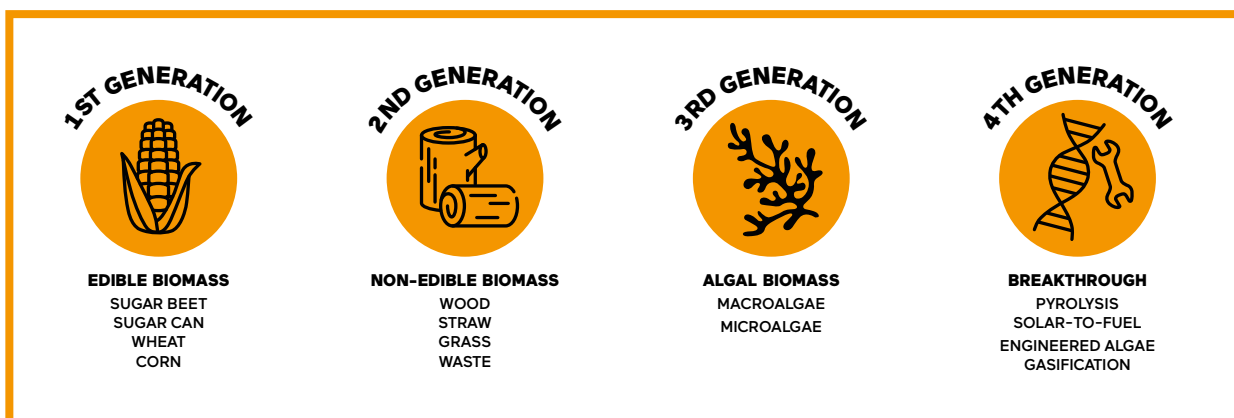 1ST GENERATION
EDIBLE BIOMASS
SUGAR BEET
SUGAR CAN
WHEAT
CORN
2ND GENERATION
NON-EDIBLE BIOMASS
WOOD
STRAW
GRASS
WASTE
3RD GENERATION
ALGAL BIOMASS
MACROALGAE
MICROALGAE
4TH GENERATION
BREAKTHROUGH
PYROLYSIS
SOLAR-TO-FUEL
ENGINEERED ALGAE
GASIFICATION